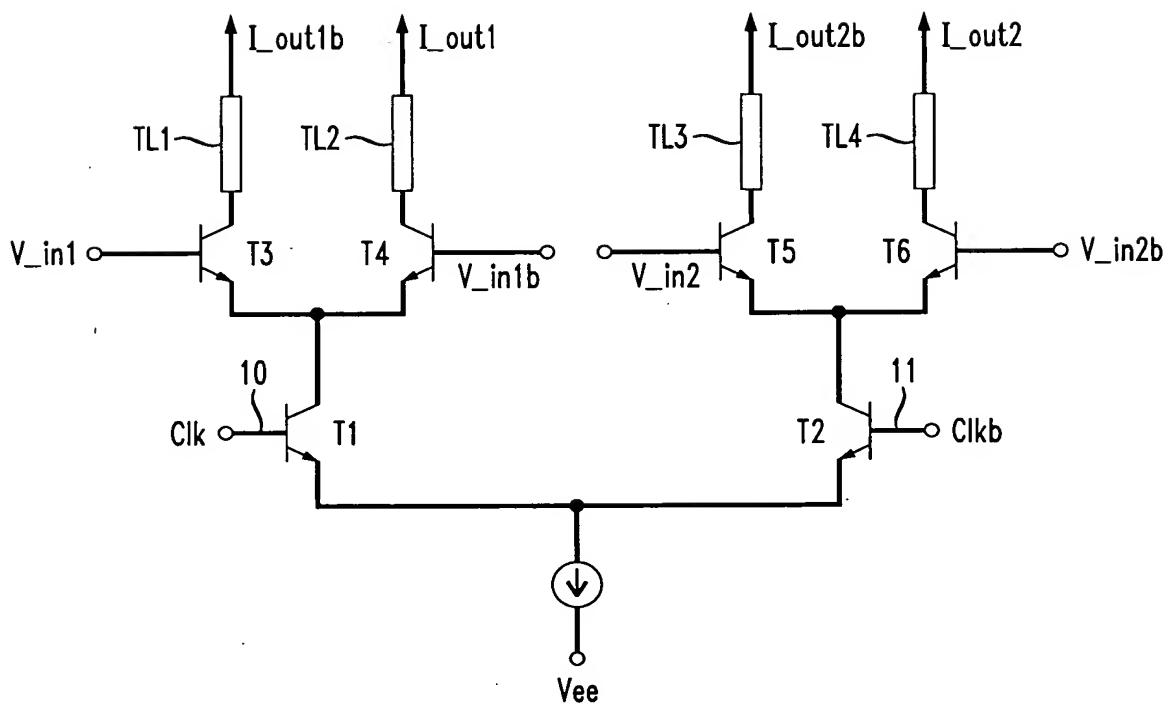 I_out1b
I_out1
I_out2b
I_out2
TL1
TL2
TL3
TL4
V_in1
T3
T4
V_in1b
V_in2
T5
T6
V_in2b
10
11
Clk
T1
T2
Clkb
Vee